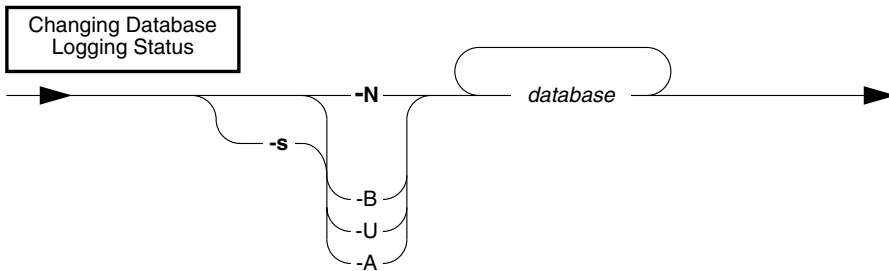 Changing Database
Logging Status
-N
database
-s
-B
-U
-A